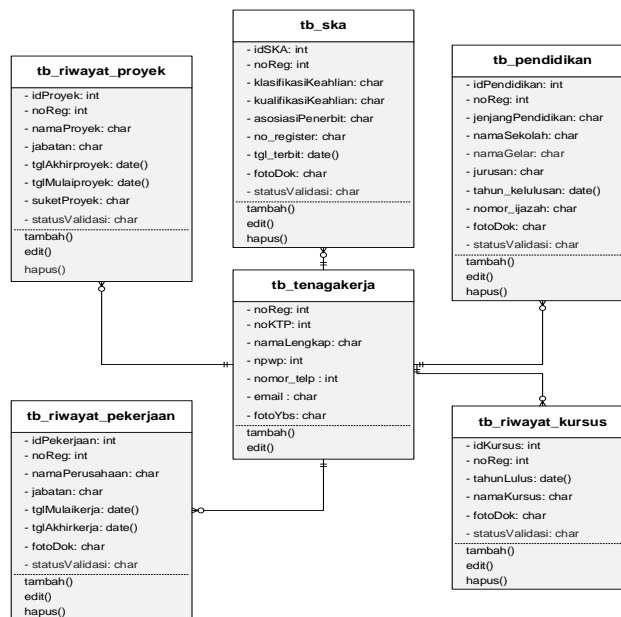 tb_ska
- idSKA: int
- noReg: int
- klasifikasiKeahlian: char
- kualifikasiKeahlian: char
- asosiasiPenerbit: char
- no_register: char
- tgl_terbit: date()
- fotoDok: char
- statusValidasi: char
tambah()
edit()
hapus()
tb_riwayat_proyek
- idProyek: int
- noReg: int
- namaProyek: char
- jabatan: char
- tglAkhirproyek: date()
- tglMulaiproyek: date()
- suketProyek: char
- statusValidasi: char
tambah()
edit()
hapus()
tb_pendidikan
- idPendidikan: int
- noReg: int
- jenjangPendidikan: char
- namaSekolah: char
- namaGelar: char
- jurusan: char
- tahun_kelulusan: date()
- nomor_ijazah: char
- fotoDok: char
- statusValidasi: char
tambah()
edit()
hapus()
tb_tenagakerja
- noReg: int
- noKTP: int
- namaLengkap: char
- npwp: int
- nomor_telp : int
- email : char
- fotoYbs: char
tambah()
edit()
tb_riwayat_pekerjaan
- idPekerjaan: int
- noReg: int
- namaPerusahaan: char
- jabatan: char
- tglMulaikerja: date()
- tglAkhirkerja: date()
- fotoDok: char
- statusValidasi: char
tambah()
edit()
hapus()
tb_riwayat_kursus
- idKursus: int
- noReg: int
- tahunLulus: date()
- namaKursus: char
- fotoDok: char
- statusValidasi: char
tambah()
edit()
hapus()